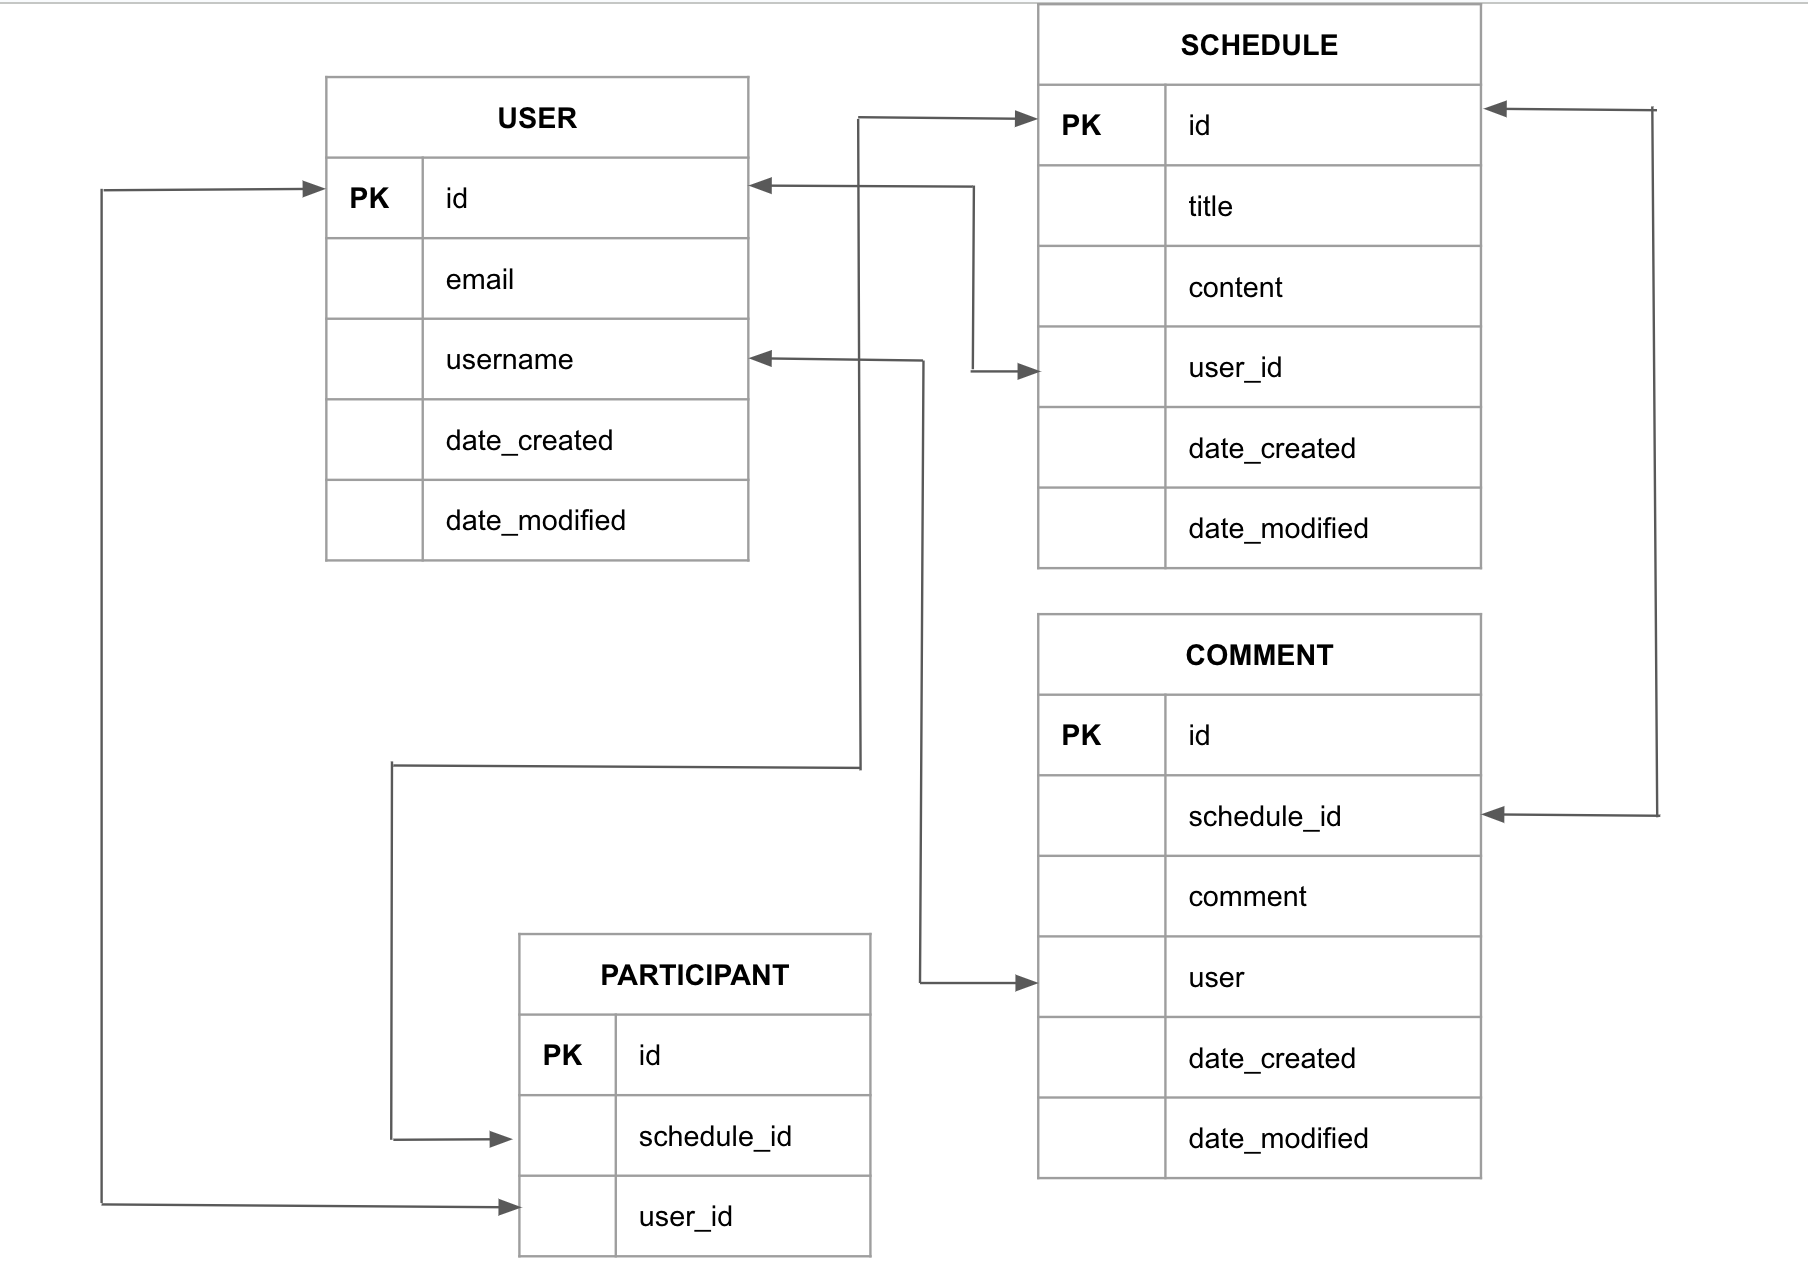 USER
PK id
email
username
date_created
date_modified
SCHEDULE
PK id
title
content
user_id
date_created
date_modified
COMMENT
PK id
schedule_id
comment
user
date_created
date_modified
PARTICIPANT
PK id
schedule_id
user_id